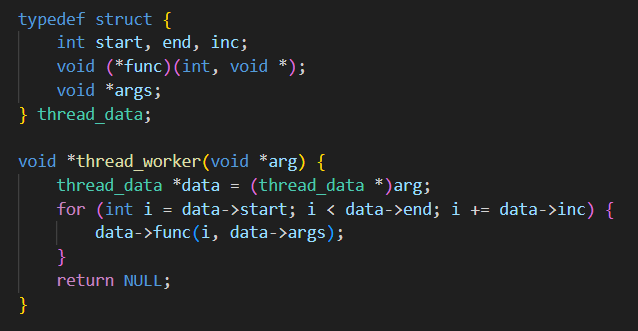 typedef struct {
    int start, end, inc;
    void (*func)(int, void *);
    void *args;
} thread_data;

void *thread_worker(void *arg) {
    thread_data *data = (thread_data *)arg;
    for (int i = data->start; i < data->end; i += data->inc) {
        data->func(i, data->args);
    }
    return NULL;
}